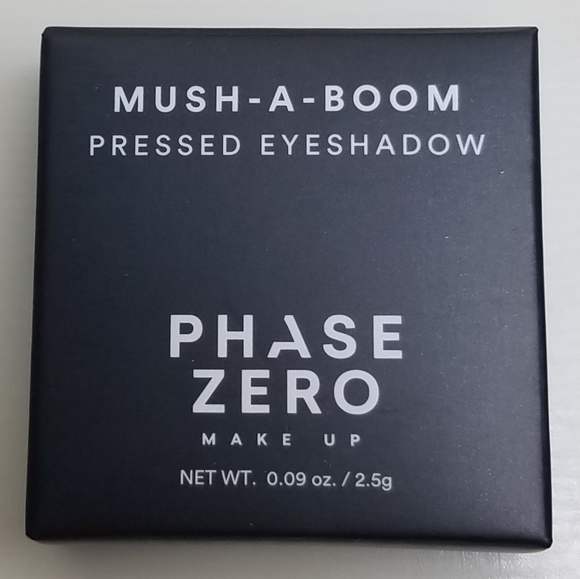 MUSH-A-BOOM
PRESSED EYESHADOW
PHASE
ZERO
MAKE UP
NET WT. 0.09 oz. / 2.5g